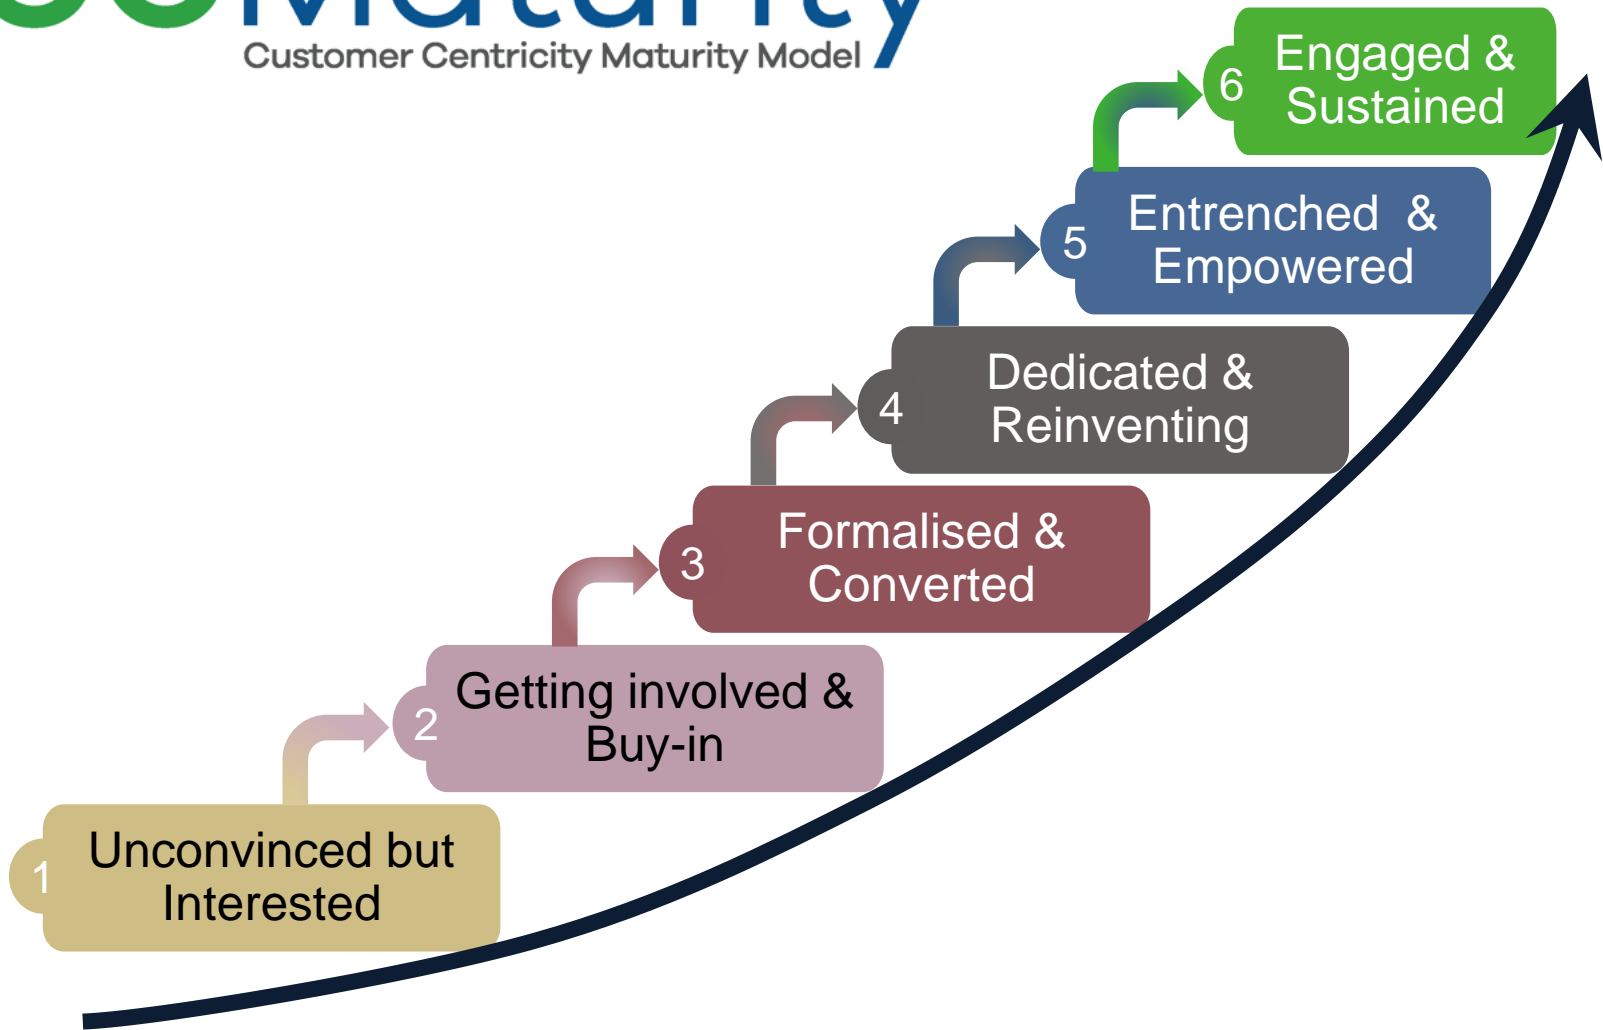 CCMaturity
Customer Centricity Maturity Model
6
Engaged &
Sustained
5
Entrenched &
Empowered
4
Dedicated &
Reinventing
3
Formalised &
Converted
2
Getting involved &
Buy-in
1
Unconvinced but
Interested